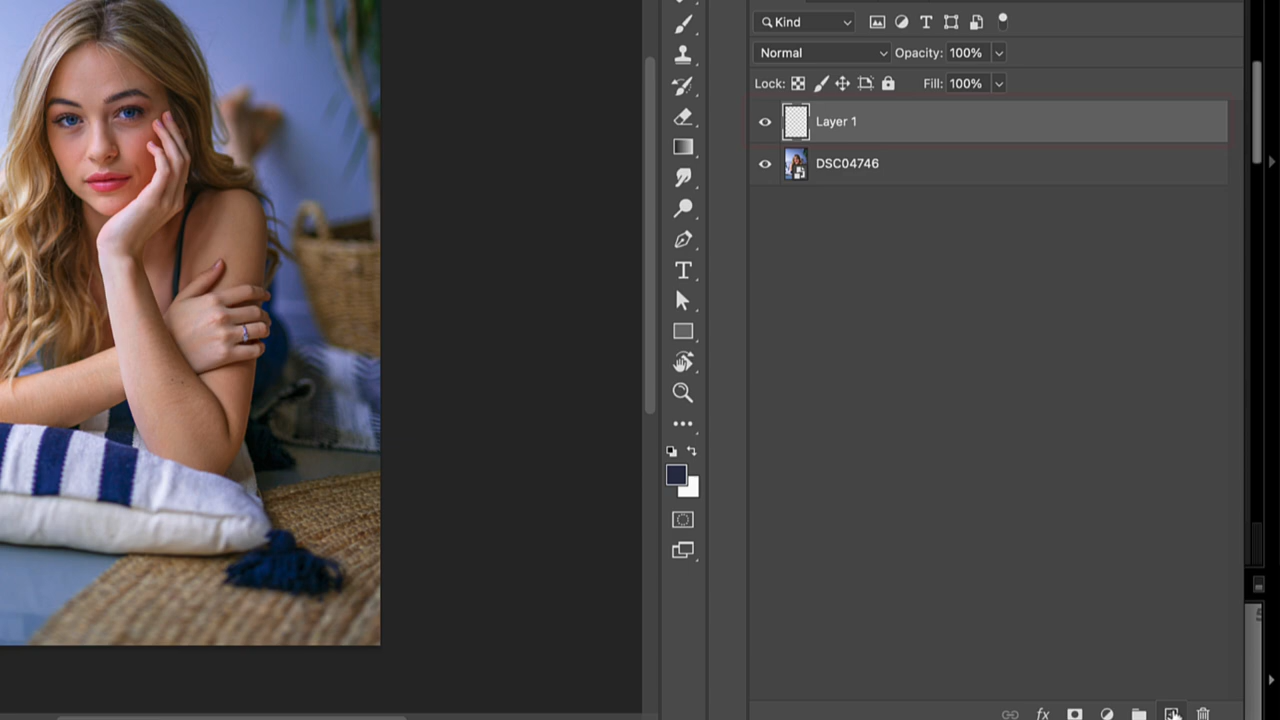 Kind
Normal Opacity: 100%
Lock: Fill: 100%
Layer 1
DSC04746
fx